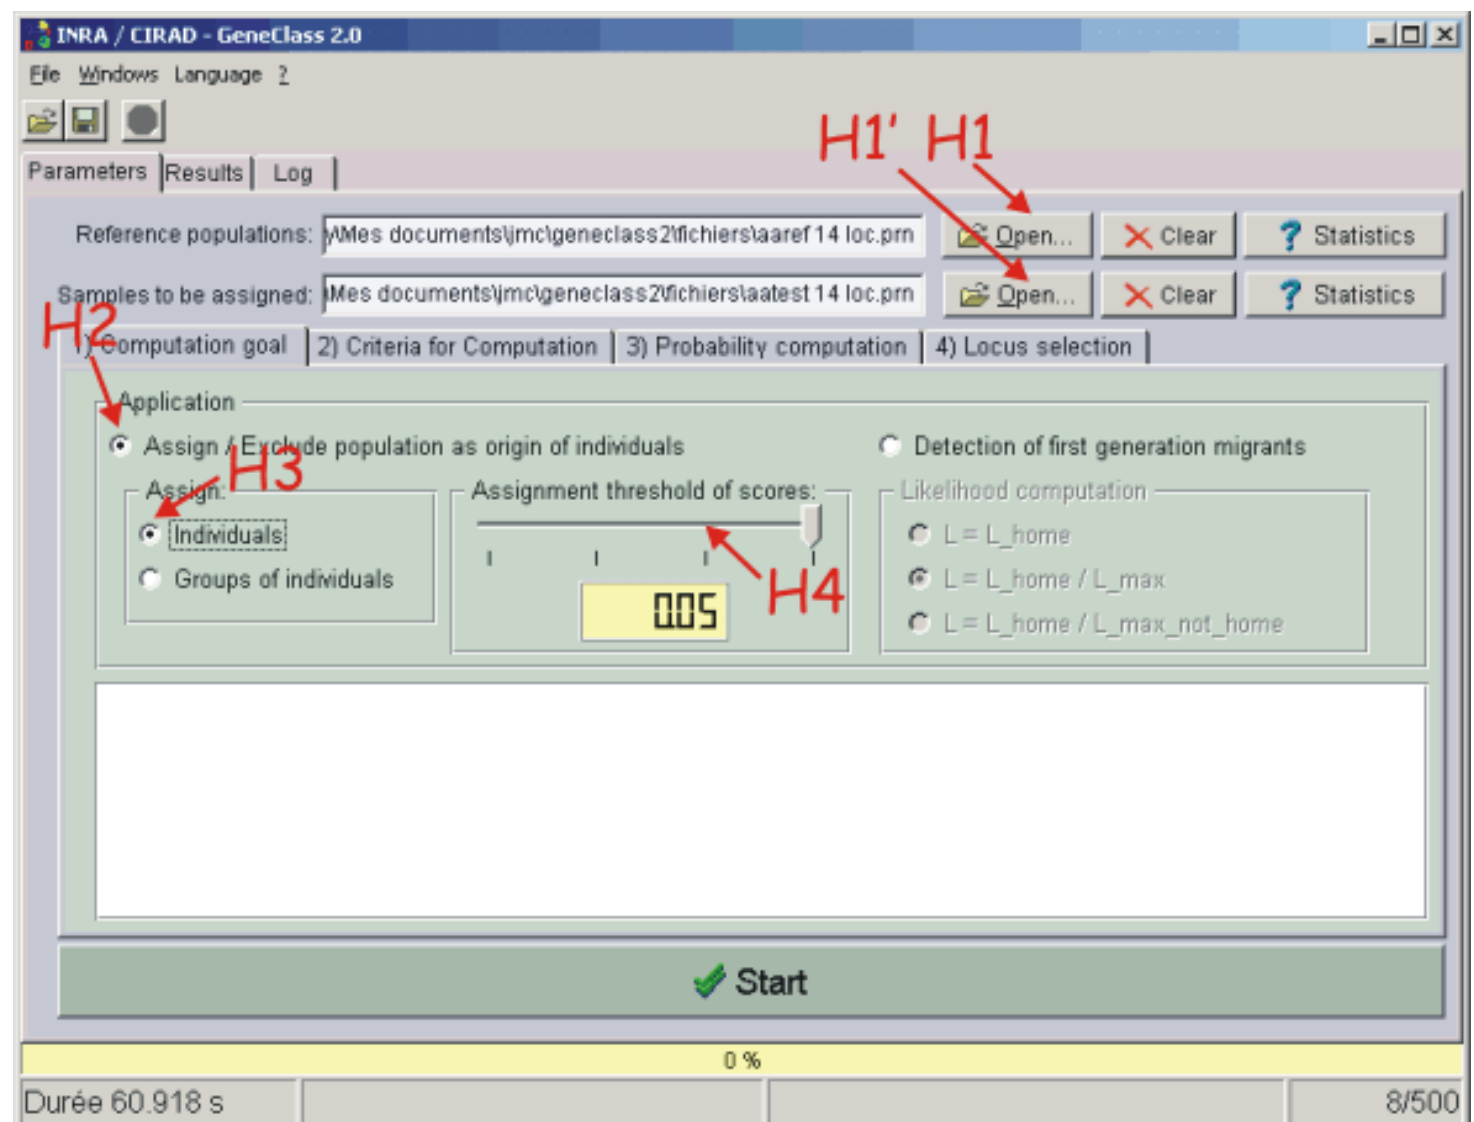 INRA / CIRAD - GeneClass 2.0
File Windows Language ?
H1' H1
Parameters Results Log
Reference populations: y\Mes documents\jmc\geneclass2\fichiers\aaref 14 loc.prn Open... Clear ? Statistics
Samples to be assigned: \Mes documents\jmc\geneclass2\fichiers\aatest 14 loc.prn Open... Clear ? Statistics
H2
1) Computation goal 2) Criteria for Computation 3) Probability computation 4) Locus selection
Application
Assign / Exclude population as origin of individuals Detection of first generation migrants
H3
Assign: Assignment threshold of scores: Likelihood computation
Individuals L = L_home
Groups of individuals L = L_home / L_max
H4
0.05 L = L_home / L_max_not_home
Start
0 %
Durée 60.918 s 8/500